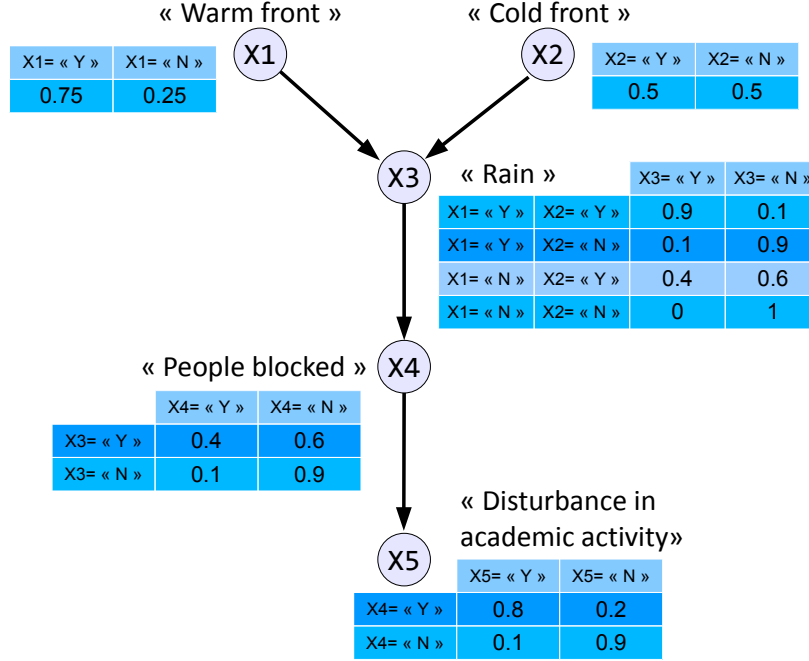 « Warm front »
« Cold front »
X1
X2
X1= « Y » X1= « N »
0.75 0.25
X2= « Y » X2= « N »
0.5 0.5
X3
« Rain »
X3= « Y » X3= « N »
X1= « Y » X2= « Y » 0.9 0.1
X1= « Y » X2= « N » 0.1 0.9
X1= « N » X2= « Y » 0.4 0.6
X1= « N » X2= « N » 0 1
« People blocked »
X4
X4= « Y » X4= « N »
X3= « Y » 0.4 0.6
X3= « N » 0.1 0.9
« Disturbance in
academic activity»
X5
X5= « Y » X5= « N »
X4= « Y » 0.8 0.2
X4= « N » 0.1 0.9